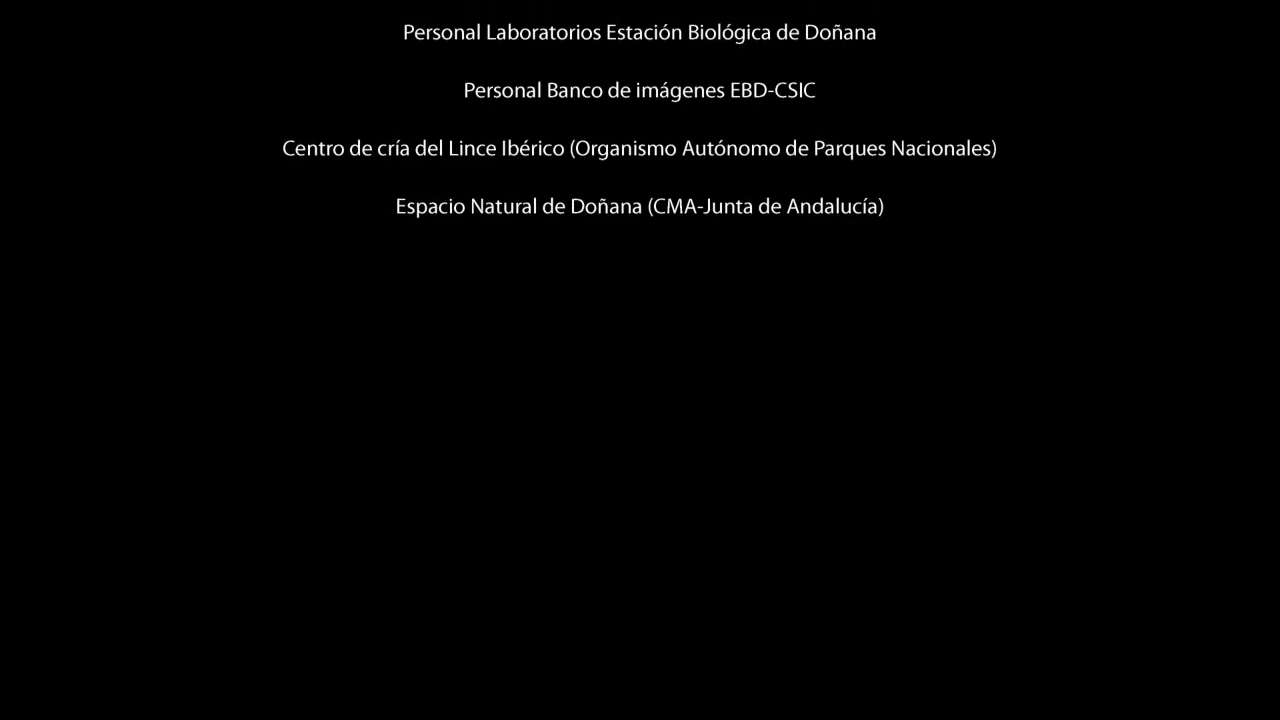 Personal Laboratorios Estación Biológica de Doñana
Personal Banco de imágenes EBD-CSIC
Centro de cría del Lince Ibérico (Organismo Autónomo de Parques Nacionales)
Espacio Natural de Doñana (CMA-Junta de Andalucía)